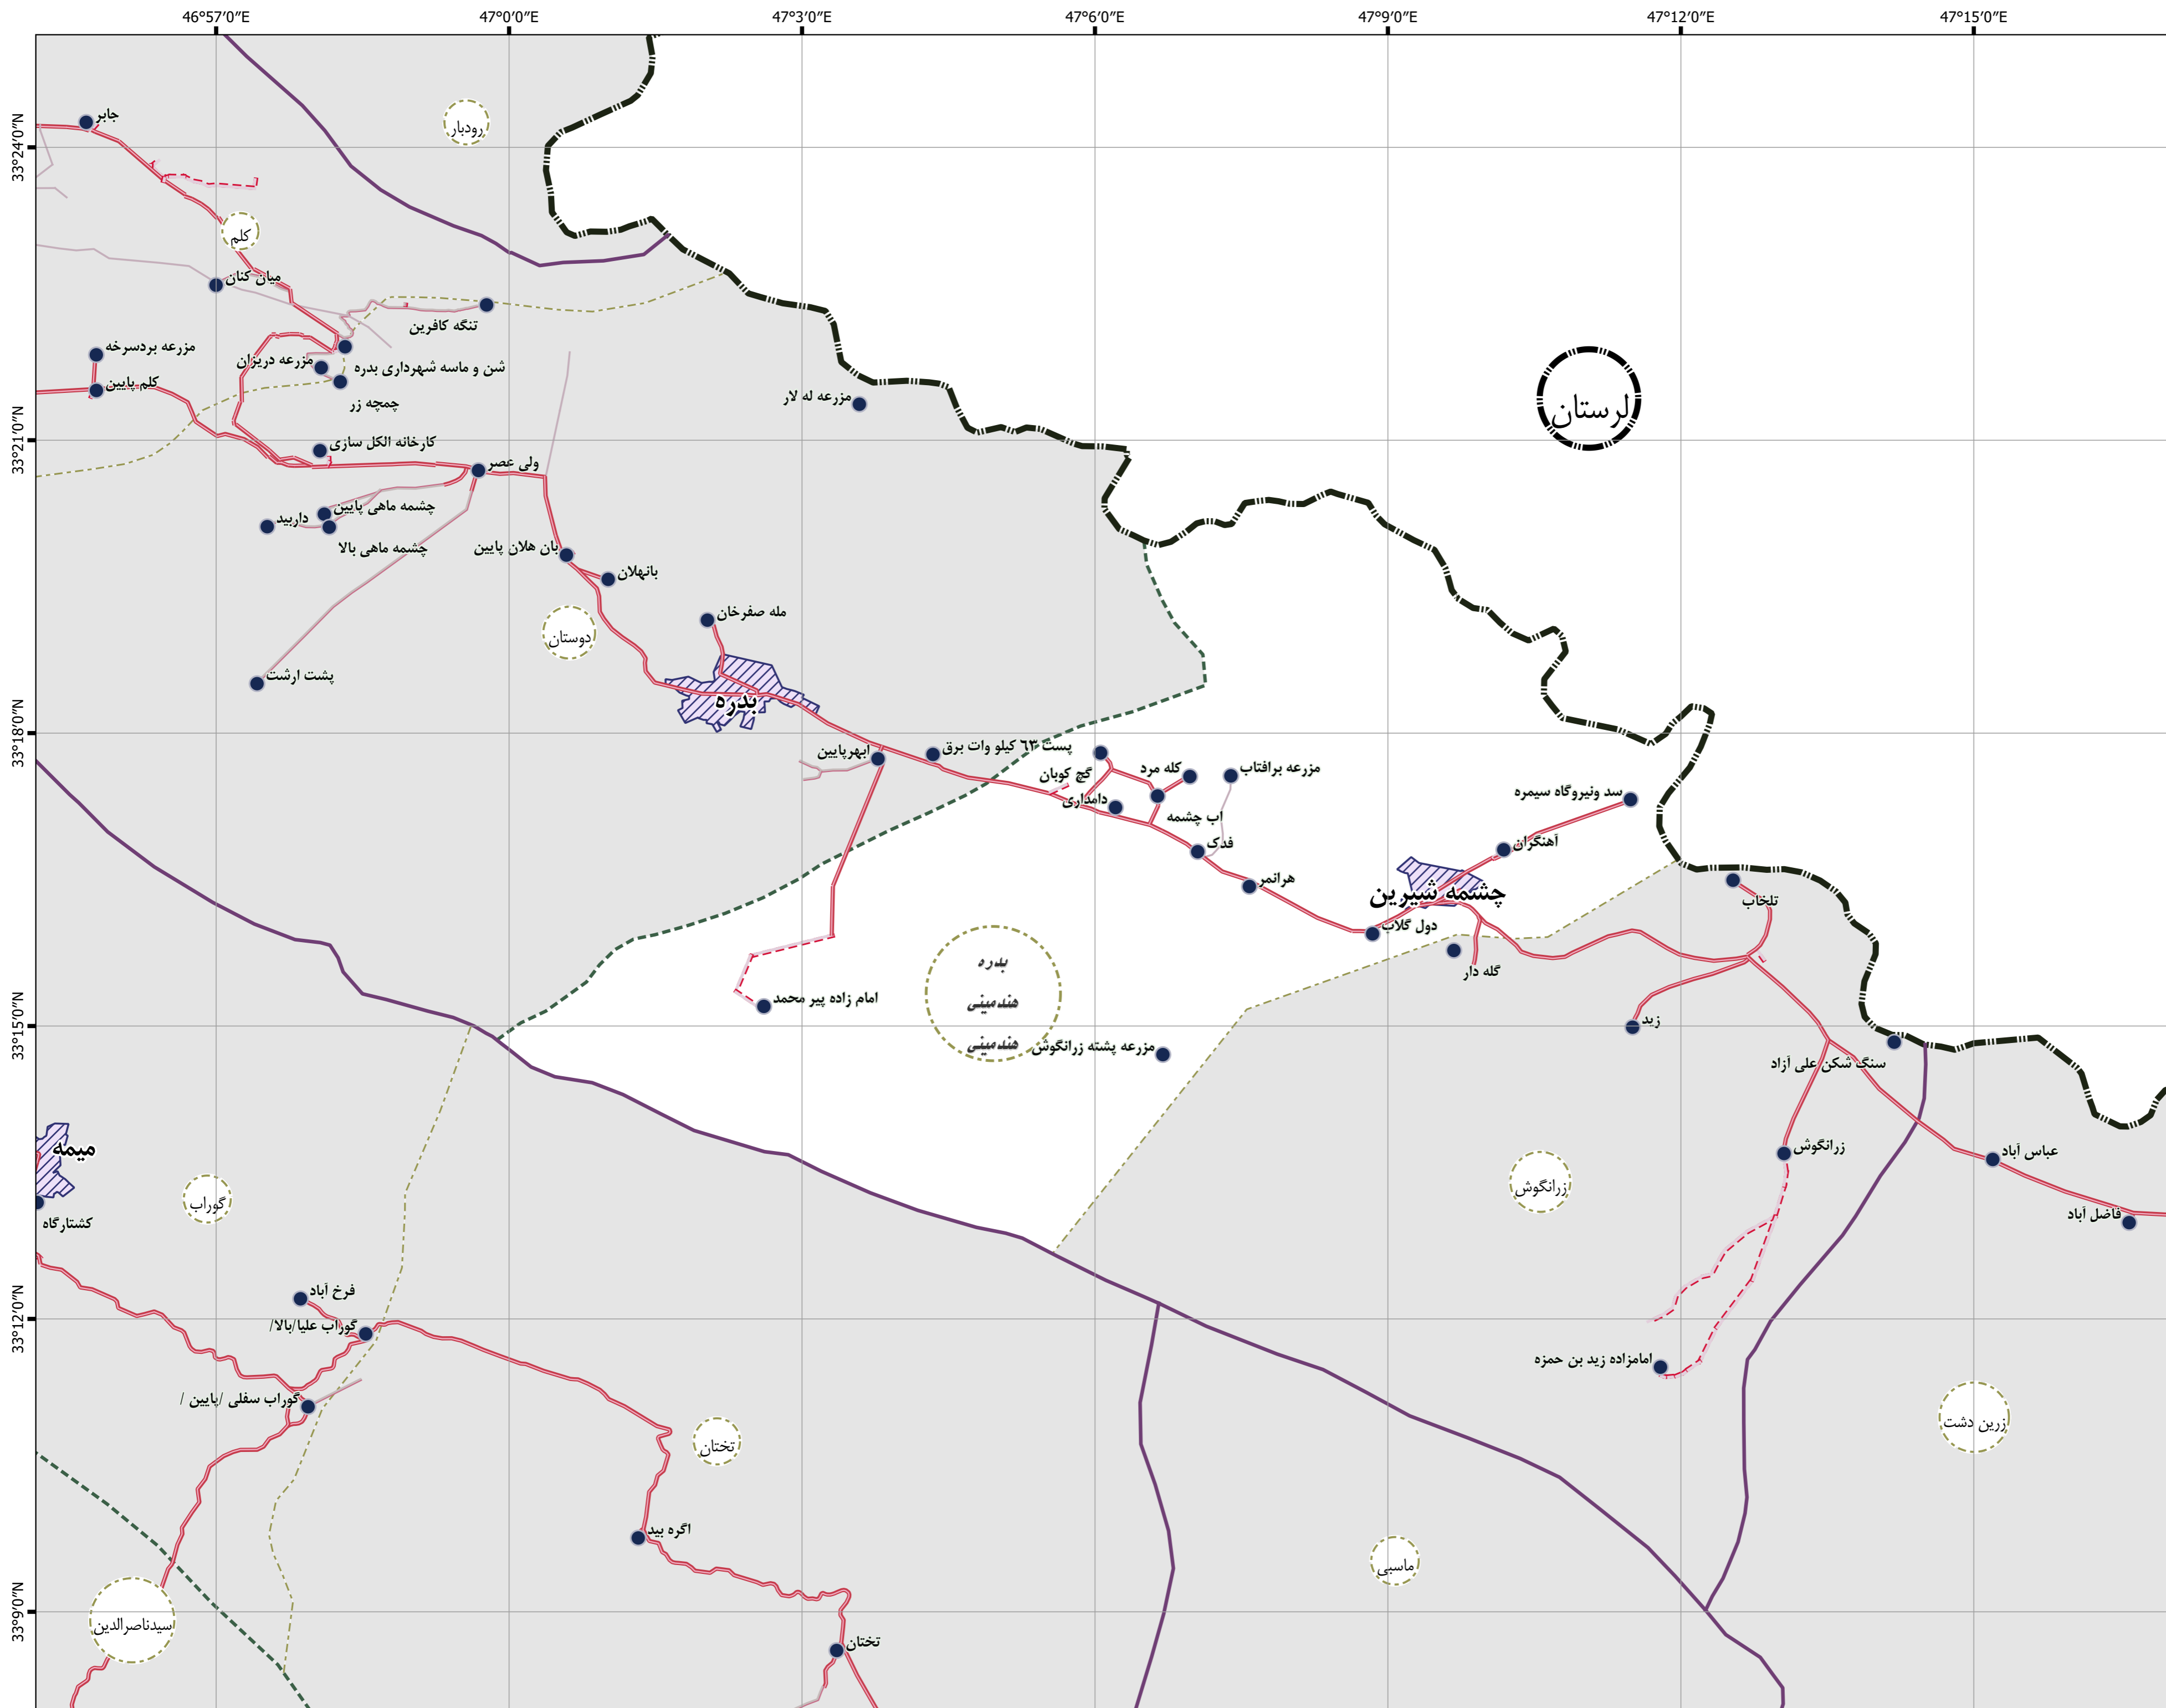 46°57'0"E
47°0'0"E
47°3'0"E
47°6'0"E
47°9'0"E
47°12'0"E
47°15'0"E
33°24'0"N
33°21'0"N
33°18'0"N
33°15'0"N
33°12'0"N
33°9'0"N
جابر
رودبار
کلم
میان کنان
تنگه کافرین
مزرعه بردسرخه
مزرعه دریزان
شن و ماسه شهرداری بدره
کلم پایین
چمچه زر
مزرعه له لار
لرستان
کارخانه الکل سازی
ولی عصر
چشمه ماهی پایین
داربید
چشمه ماهی بالا
بان هلان پایین
بانهلان
مله صفرخان
دوستان
پشت ارشت
بدره
ابهرپایین
پست ٦٣ کیلو وات برق
گچ کوبان
کله مرد
مزرعه برافتاب
دامداری
اب چشمه
سد ونیروگاه سیمره
فدک
آهنگران
هرانمر
چشمه شیرین
تلخاب
دول گلاب
گله دار
بدره
هندمینی
هندمینی
امام زاده پیر محمد
مزرعه پشته زرانگوش
زید
سنگ شکن علی آزاد
زرانگوش
عباس آباد
میمه
گوراب
زرانگوش
کشتارگاه
فاضل آباد
فرخ آباد
گوراب علیا/بالا/
امامزاده زید بن حمزه
گوراب سفلی /پایین /
زرین دشت
تختان
اگره بید
ماسبی
سیدناصرالدین
تختان